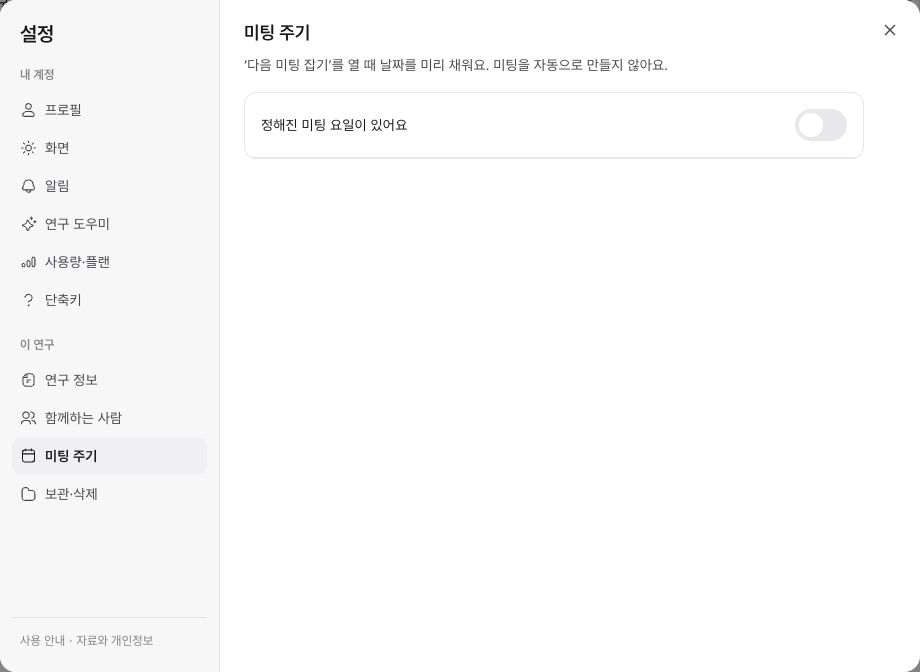 설정
내 계정
프로필
화면
알림
연구 도우미
사용량·플랜
단축키
이 연구
연구 정보
함께하는 사람
미팅 주기
보관·삭제
사용 안내 · 자료와 개인정보
미팅 주기
‘다음 미팅 잡기’를 열 때 날짜를 미리 채워요. 미팅을 자동으로 만들지 않아요.
정해진 미팅 요일이 있어요